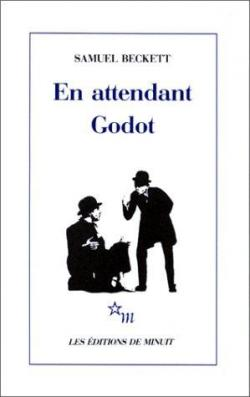 SAMUEL BECKETT
En attendant
Godot
m
LES ÉDITIONS DE MINUIT